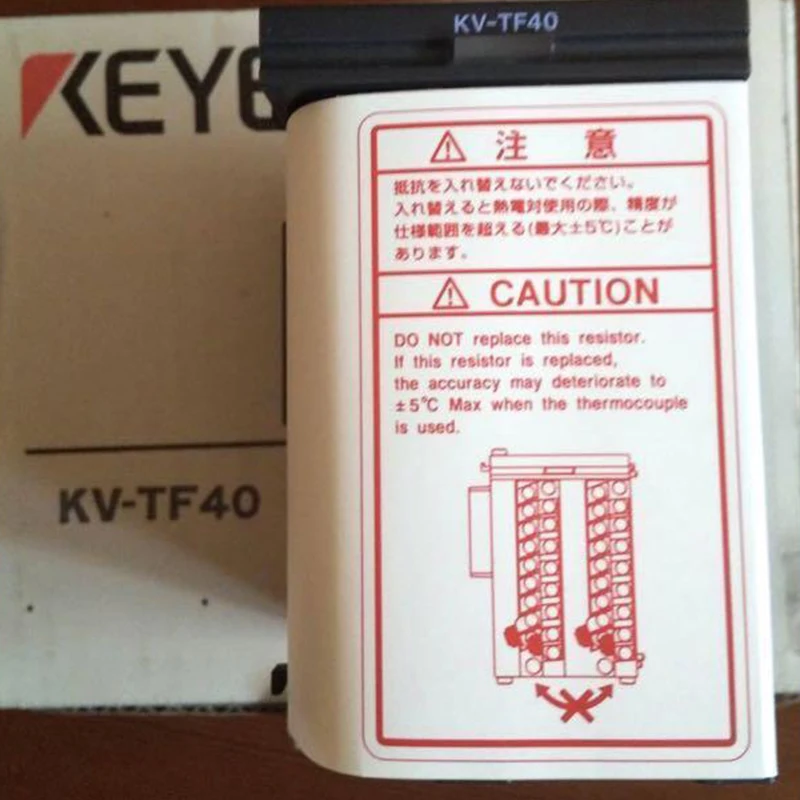 KV-TF40
KEYE
注 意
抵抗を入れ替えないでください。
入れ替えると熱電対使用の際、精度が
仕様範囲を超える(最大±5℃)ことが
あります。
CAUTION
DO NOT replace this resistor.
If this resistor is replaced,
the accuracy may deteriorate to
±5℃ Max when the thermocouple
is used.
KV-TF40